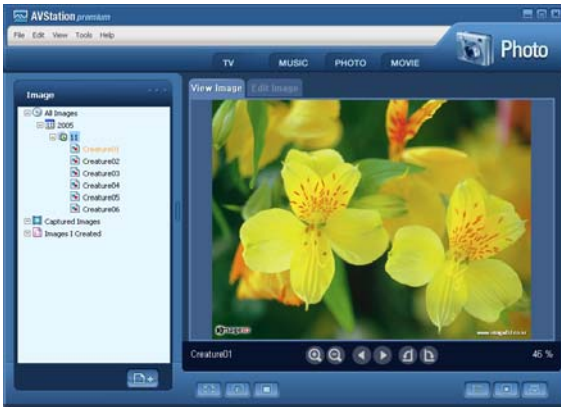 AVStation premium
File Edit View Tools Help
Photo
TV MUSIC PHOTO MOVIE
Image
View Image Edit Image
All Images
2005
11
Creature01
Creature02
Creature03
Creature04
Creature05
Creature06
Captured Images
Images I Created
Creature01
46 %